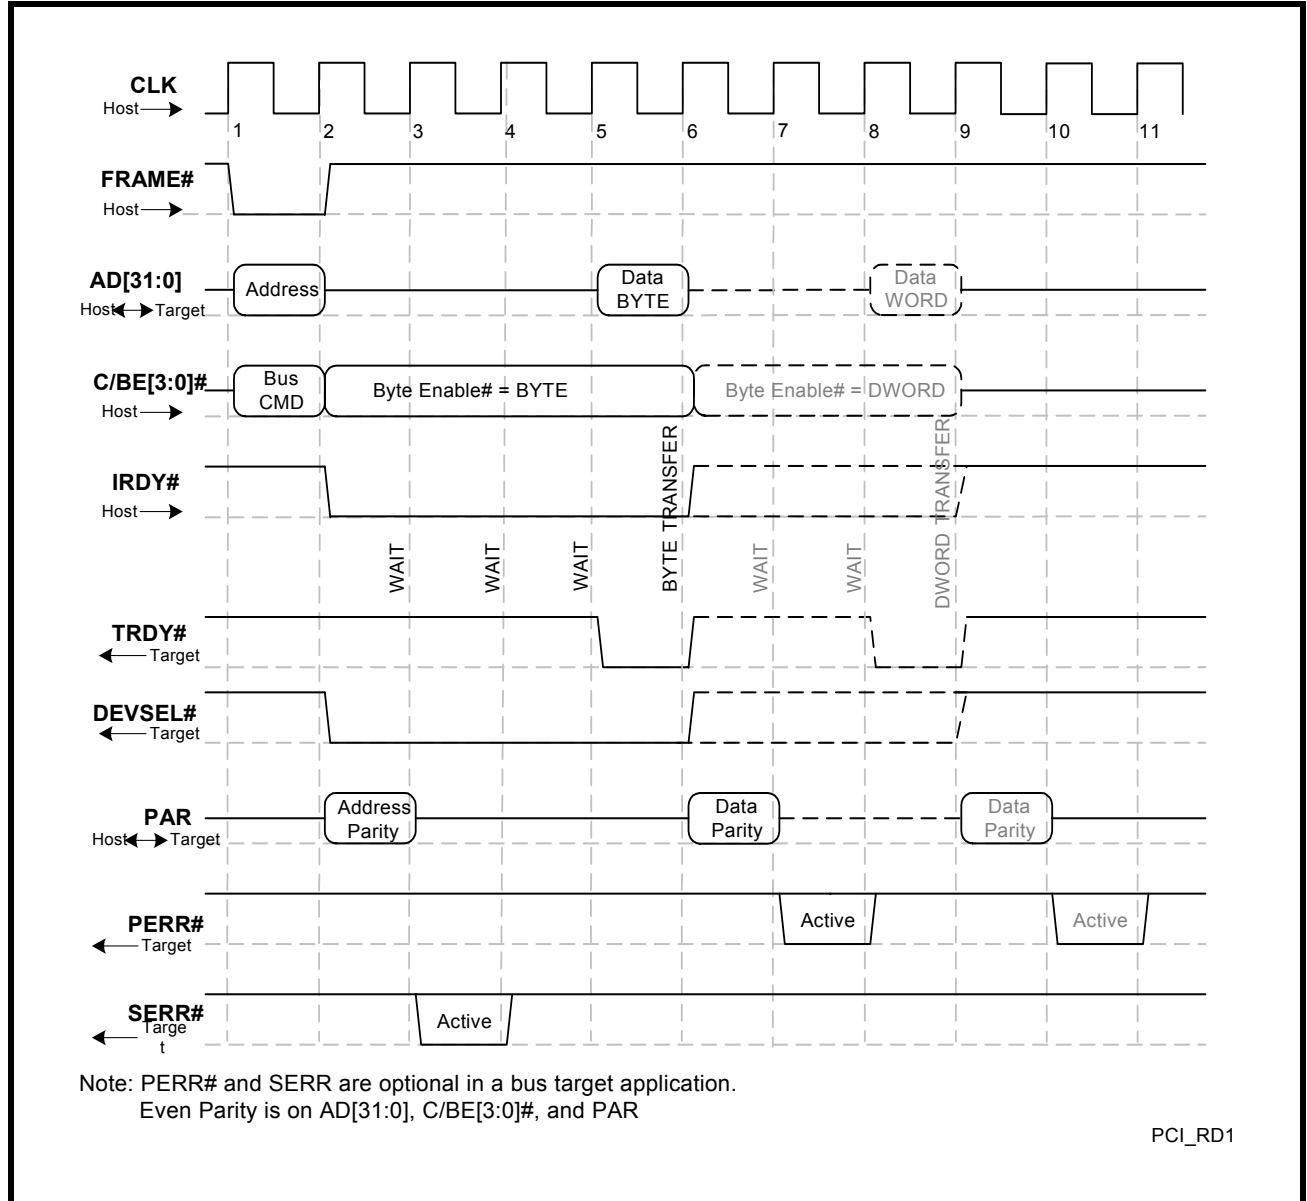 CLK
Host
1 2 3 4 5 6 7 8 9 10 11
FRAME#
Host
AD[31:0]
Host Target
Address
Data
BYTE
Data
WORD
C/BE[3:0]#
Host
Bus
CMD
Byte Enable# = BYTE
Byte Enable# = DWORD
IRDY#
Host
WAIT
WAIT
WAIT
BYTE TRANSFER
WAIT
WAIT
DWORD TRANSFER
TRDY#
Target
DEVSEL#
Target
PAR
Host Target
Address
Parity
Data
Parity
Data
Parity
PERR#
Target
Active
Active
SERR#
Targe
t
Active
Note: PERR# and SERR are optional in a bus target application.
Even Parity is on AD[31:0], C/BE[3:0]#, and PAR
PCI_RD1